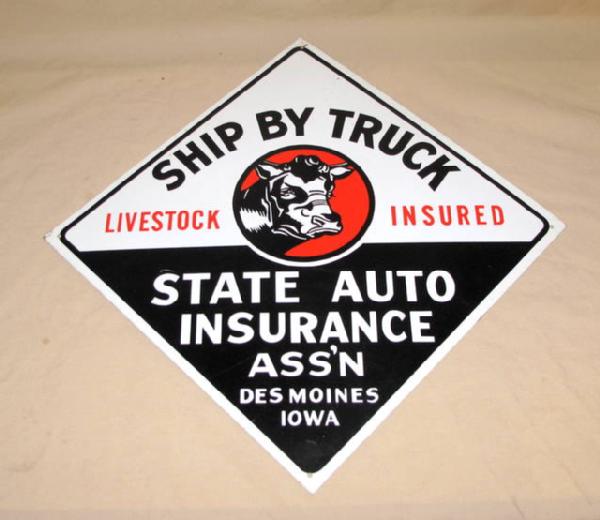 SHIP BY TRUCK
LIVESTOCK INSURED
STATE AUTO
INSURANCE
ASS'N
DES MOINES
IOWA